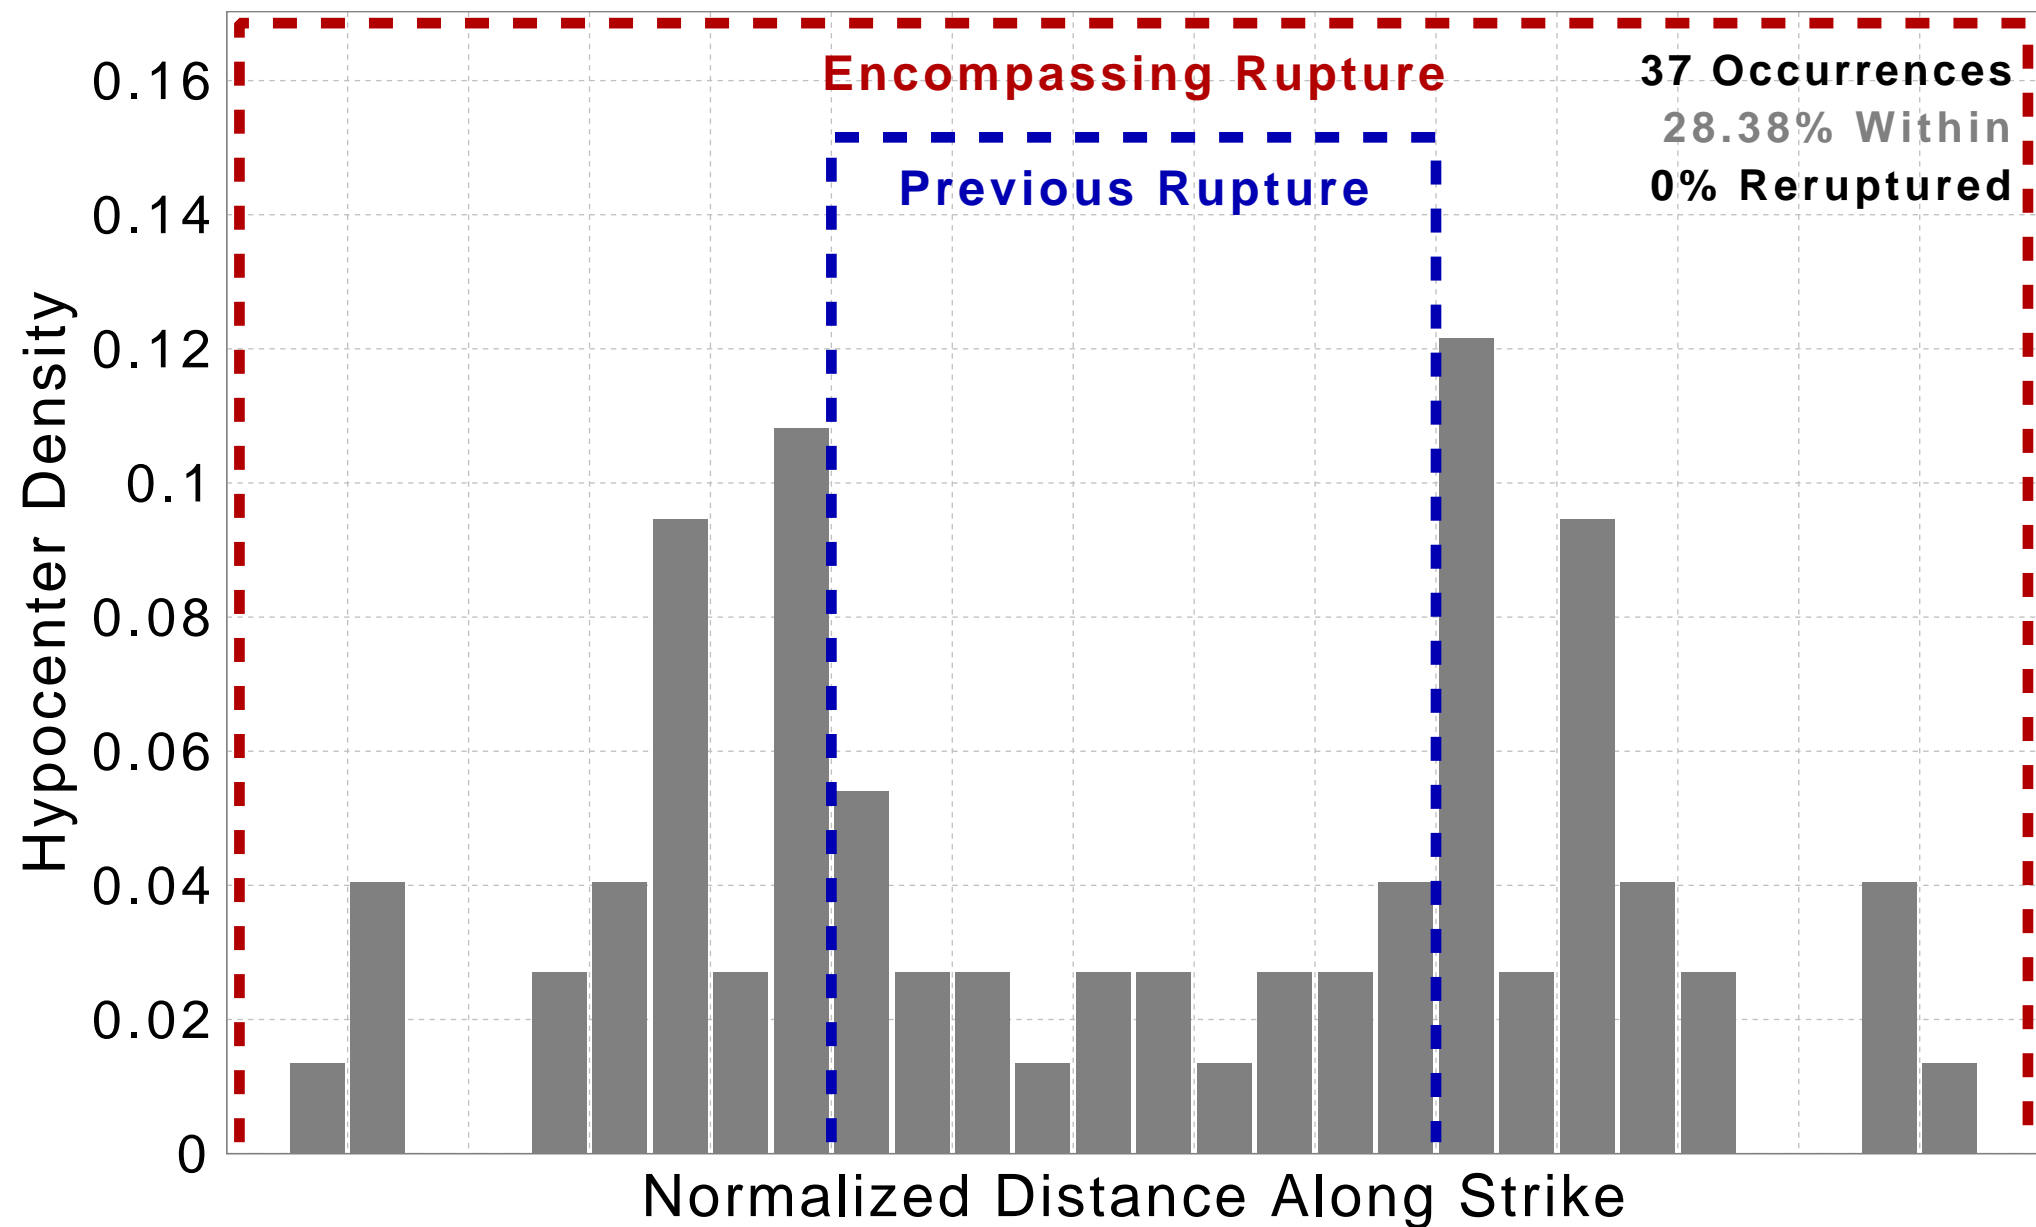 Encompassing Rupture
37 Occurrences
28.38% Within
Previous Rupture
0% Reruptured
Hypocenter Density
0.16
0.14
0.12
0.1
0.08
0.06
0.04
0.02
0
Normalized Distance Along Strike